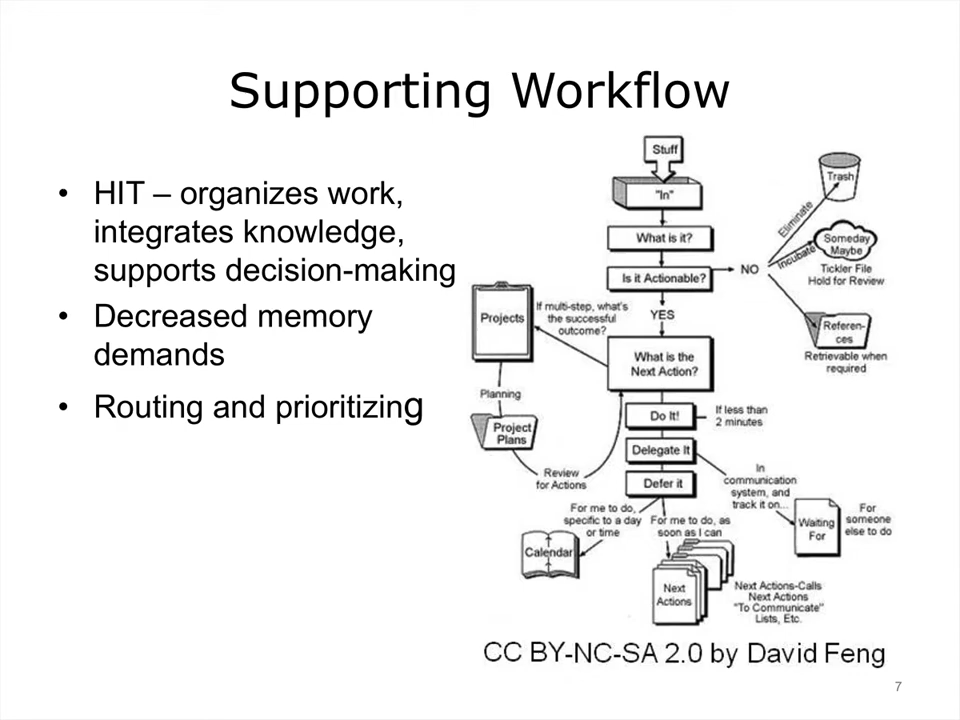 Supporting Workflow
• HIT – organizes work,
integrates knowledge,
supports decision-making
• Decreased memory
demands
• Routing and prioritizing
Stuff
"In"
What is it?
Is it Actionable?
NO
Eliminate
Trash
Incubate
Someday
Maybe
Tickler File
Hold for Review
Referen-
ces
Retrievable when
required
YES
If multi-step, what's
the successful
outcome?
Projects
What is the
Next Action?
Planning
Project
Plans
Review
for Actions
Do It!
If less than
2 minutes
Delegate It
Defer it
In
communication
system, and
track it on...
Waiting
For
For
someone
else to do
For me to do,
specific to a day
or time
Calendar
For me to do, as
soon as I can
Next
Actions
Next Actions-Calls
Next Actions
"To Communicate"
Lists, Etc.
CC BY-NC-SA 2.0 by David Feng
7